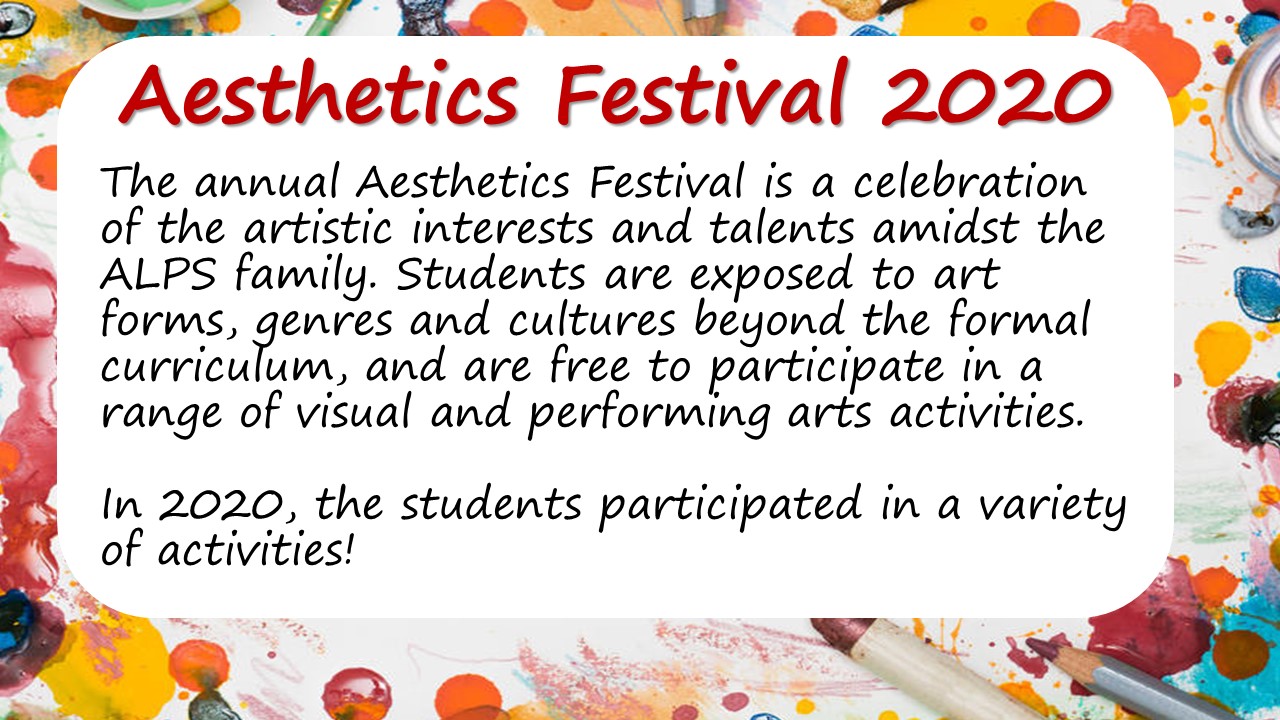 Aesthetics Festival 2020
The annual Aesthetics Festival is a celebration
of the artistic interests and talents amidst the
ALPS family. Students are exposed to art
forms, genres and cultures beyond the formal
curriculum, and are free to participate in a
range of visual and performing arts activities.
In 2020, the students participated in a variety
of activities!